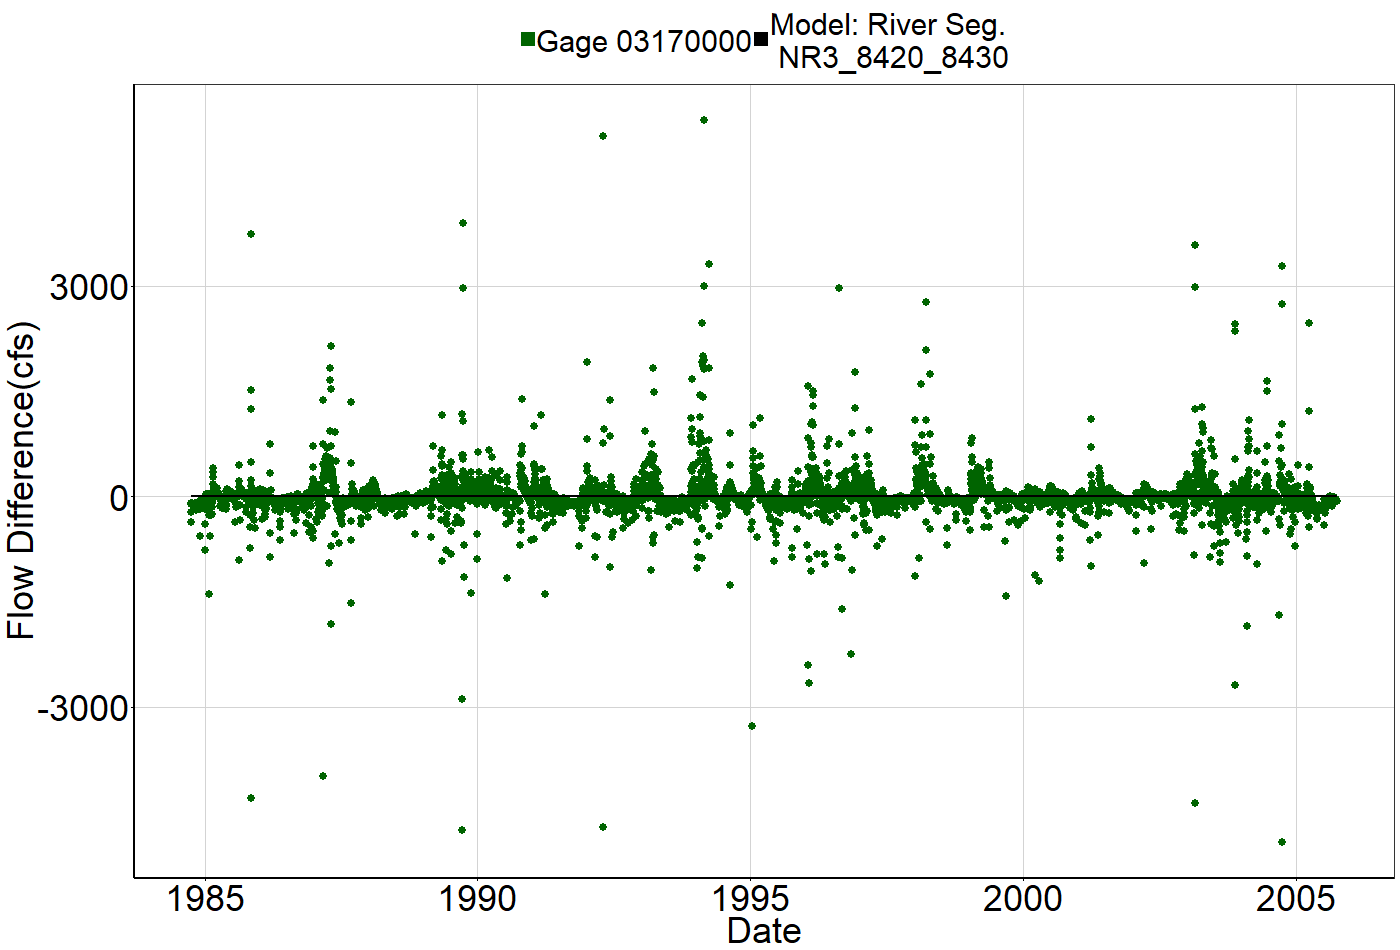 Gage 03170000
Model: River Seg.
NR3_8420_8430
Flow Difference(cfs)
3000
0
-3000
1985
1990
1995
2000
2005
Date